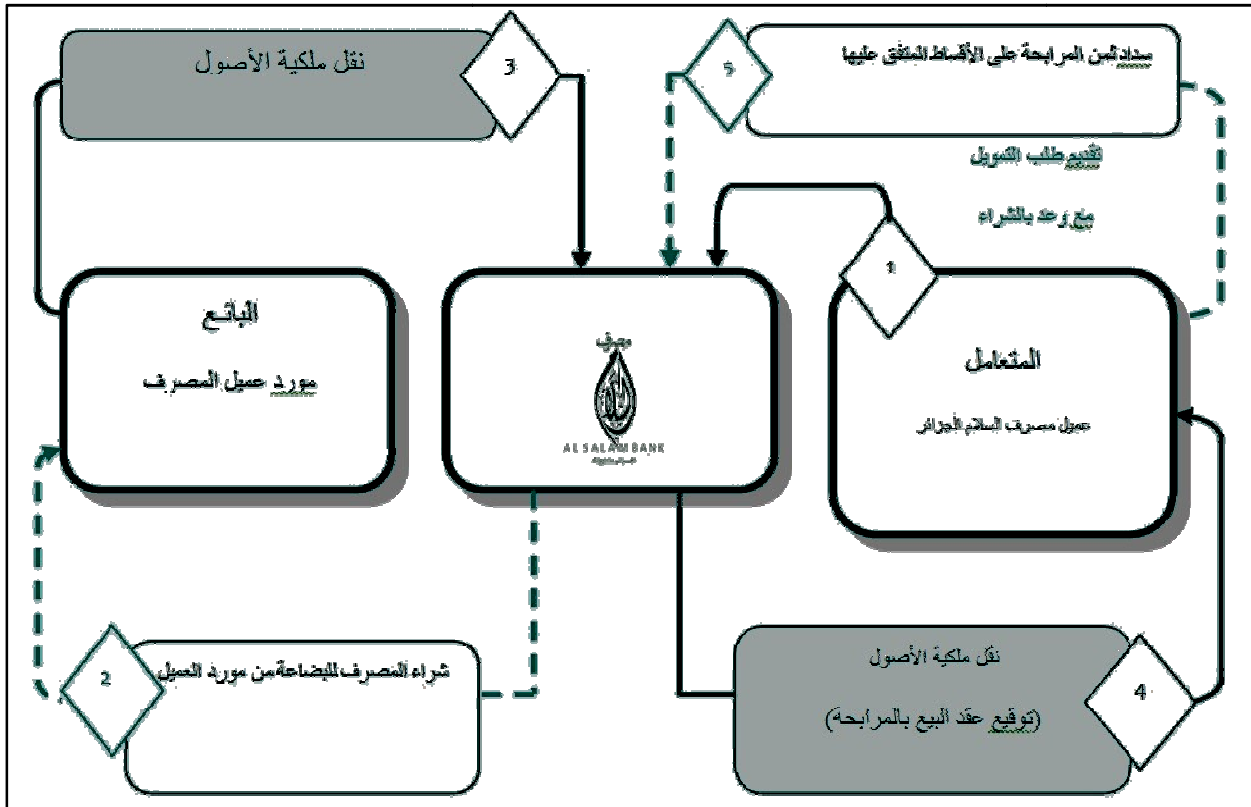 سداد ثمن المرابحة على الأقساط المتفق عليها
5
3
نقل ملكية الأصول
تقديم طلب التمويل
مع وعد بالشراء
1
المتعامل
عميل مصرف السلام الجزائر
مصرف
السلام
AL SALAM BANK
البائع
مورد عميل المصرف
نقل ملكية الأصول
(توقيع عقد البيع بالمرابحة)
4
شراء المصرف للبضاعة من مورد العميل
2